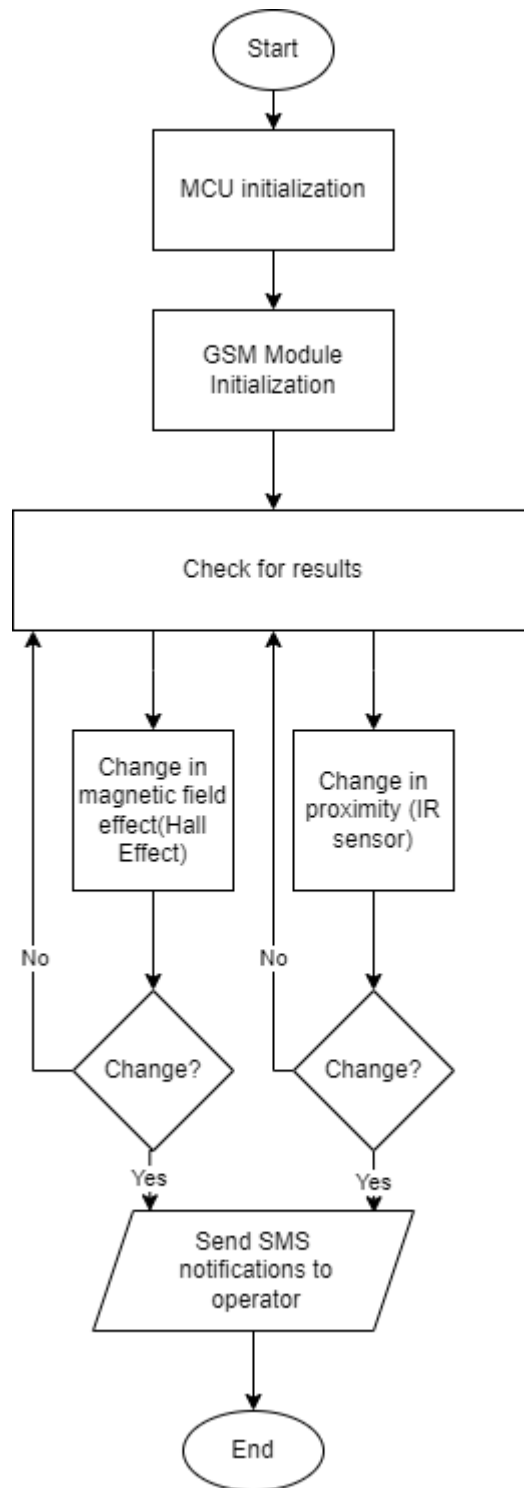 Start
MCU initialization
GSM Module
Initialization
Check for results
Change in
magnetic field
effect(Hall
Effect)
Change in
proximity (IR
sensor)
No
No
Change?
Change?
Yes
Yes
Send SMS
notifications to
operator
End